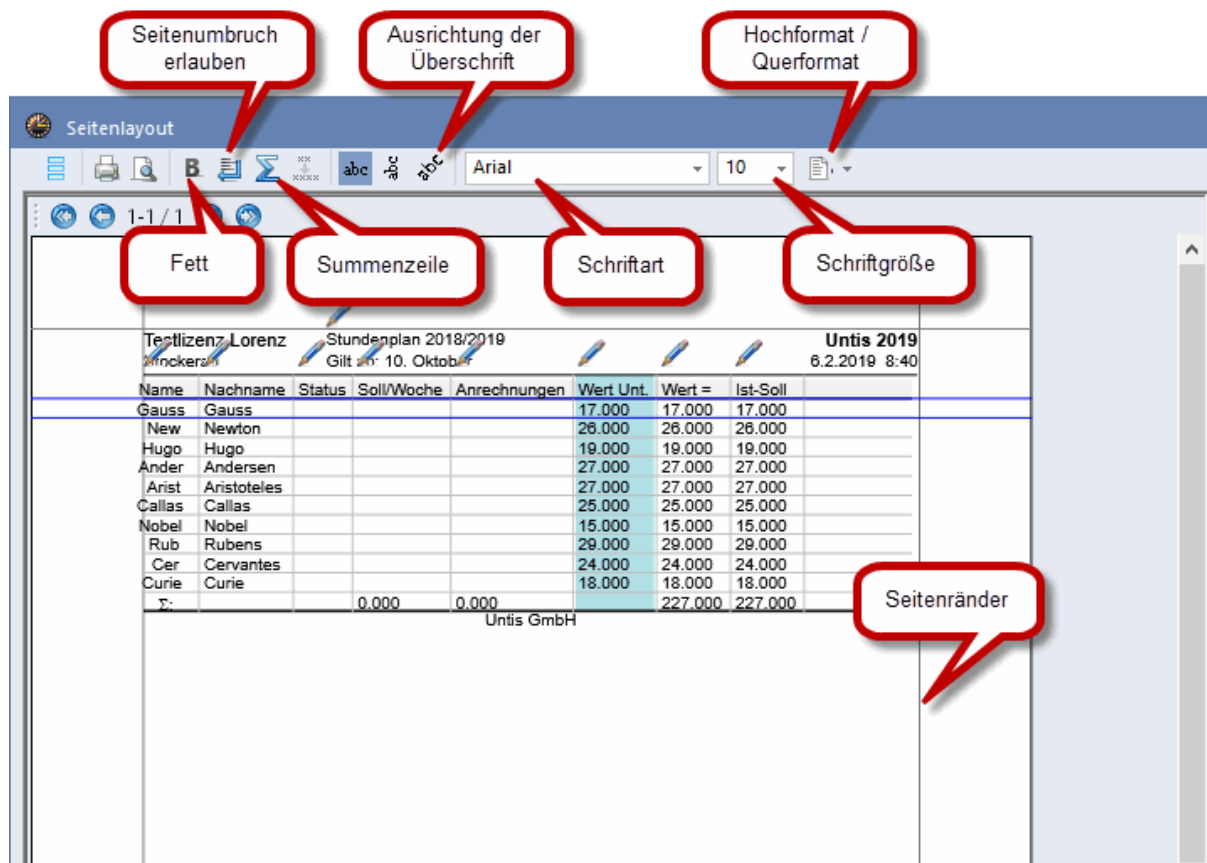 Seitenumbruch
erlauben
Ausrichtung der
Überschrift
Hochformat /
Querformat
Seitenlayout
B
abc
abc
abc
Arial
10
1-1 / 1
Fett
Summenzeile
Schriftart
Schriftgröße
Testlizenz Lorenz Stundenplan 2018/2019 Untis 2019
Gilt 10. 6.2.2019 8:40
Name Nachname Status Soll/Woche Anrechnungen Wert Unt. Wert = Ist-Soll
Gauss Gauss 17.000 17.000 17.000
New Newton 26.000 26.000 26.000
Hugo Hugo 19.000 19.000 19.000
Ander Andersen 27.000 27.000 27.000
Arist Aristoteles 27.000 27.000 27.000
Callas Callas 25.000 25.000 25.000
Nobel Nobel 15.000 15.000 15.000
Rub Rubens 29.000 29.000 29.000
Cer Cervantes 24.000 24.000 24.000
Curie Curie 18.000 18.000 18.000
Σ: 0.000 0.000 227.000 227.000
Untis GmbH
Seitenränder